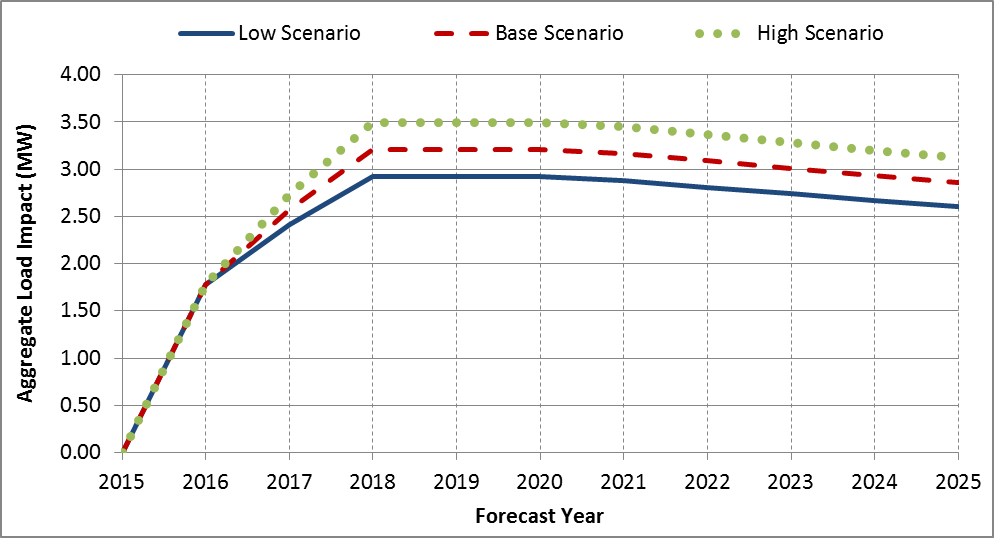 Low Scenario Base Scenario High Scenario
Aggregate Load Impact (MW)
4.00
3.50
3.00
2.50
2.00
1.50
1.00
0.50
0.00
2015 2016 2017 2018 2019 2020 2021 2022 2023 2024 2025
Forecast Year